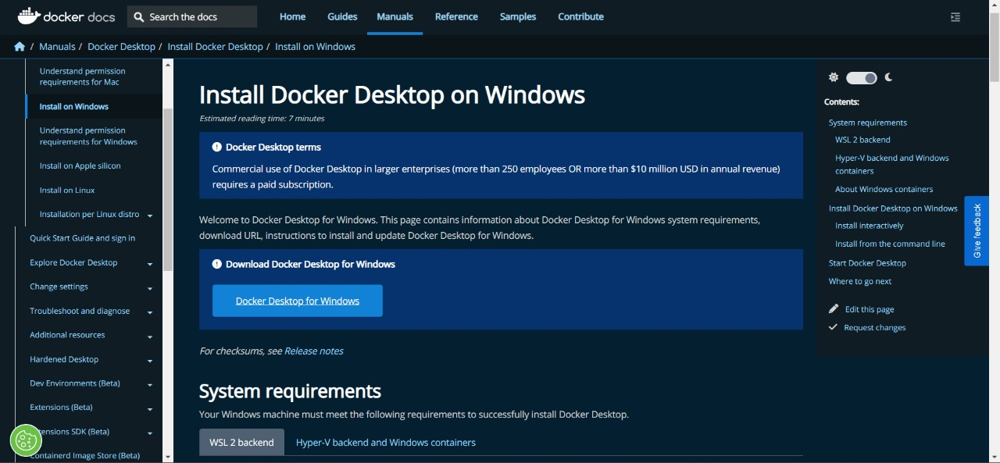 docker docs
Search the docs
Home
Guides
Manuals
Reference
Samples
Contribute
/ Manuals / Docker Desktop / Install Docker Desktop / Install on Windows
Understand permission
requirements for Mac
Install on Windows
Understand permission
requirements for Windows
Install on Apple silicon
Install on Linux
Installation per Linux distro
Quick Start Guide and sign in
Explore Docker Desktop
Change settings
Troubleshoot and diagnose
Additional resources
Hardened Desktop
Dev Environments (Beta)
Extensions (Beta)
tensions SDK (Beta)
Containerd Image Store (Beta)
Install Docker Desktop on Windows
Estimated reading time: 7 minutes
Docker Desktop terms
Commercial use of Docker Desktop in larger enterprises (more than 250 employees OR more than $10 million USD in annual revenue)
requires a paid subscription.
Welcome to Docker Desktop for Windows. This page contains information about Docker Desktop for Windows system requirements,
download URL, instructions to install and update Docker Desktop for Windows.
Download Docker Desktop for Windows
Docker Desktop for Windows
For checksums, see Release notes
System requirements
Your Windows machine must meet the following requirements to successfully install Docker Desktop.
WSL 2 backend
Hyper-V backend and Windows containers
Contents:
System requirements
WSL 2 backend
Hyper-V backend and Windows
containers
About Windows containers
Install Docker Desktop on Windows
Install interactively
Install from the command line
Start Docker Desktop
Where to go next
Edit this page
Request changes
Give feedback